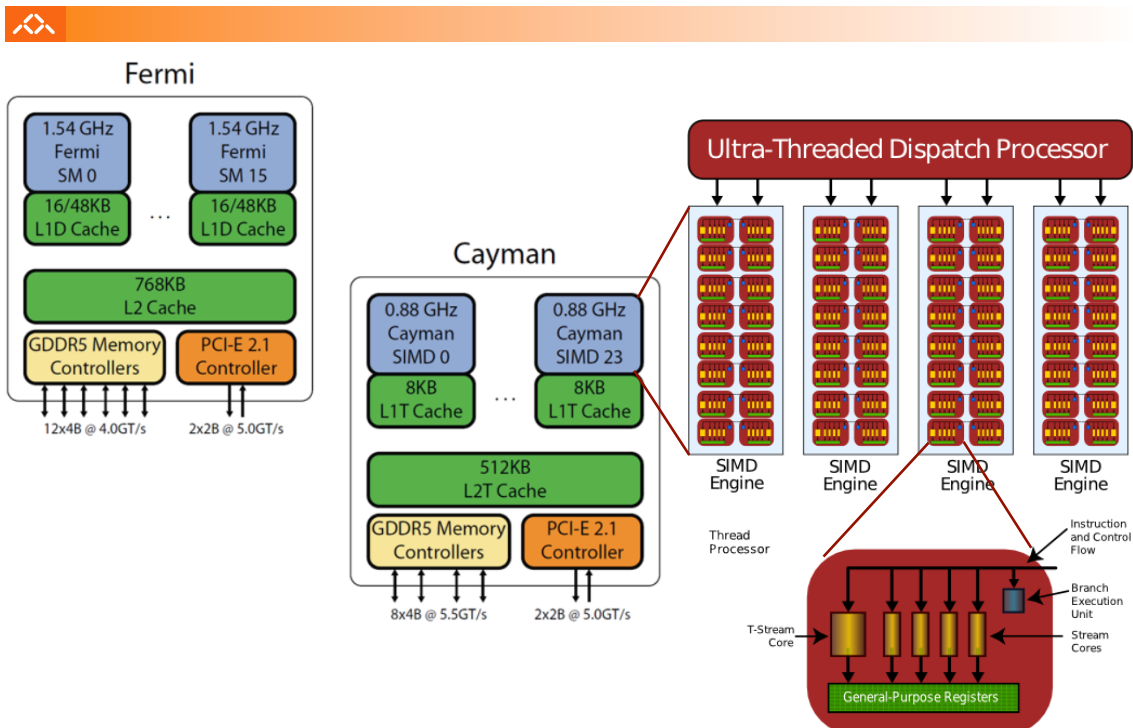 Fermi
1.54 GHz
Fermi
SM 0
1.54 GHz
Fermi
SM 15
16/48KB
L1D Cache
...
16/48KB
L1D Cache
768KB
L2 Cache
GDDR5 Memory
Controllers
PCI-E 2.1
Controller
12x4B @ 4.0GT/s
2x2B @ 5.0GT/s
Cayman
0.88 GHz
Cayman
SIMD 0
0.88 GHz
Cayman
SIMD 23
8KB
L1T Cache
...
8KB
L1T Cache
512KB
L2T Cache
GDDR5 Memory
Controllers
PCI-E 2.1
Controller
8x4B @ 5.5GT/s
2x2B @ 5.0GT/s
Ultra-Threaded Dispatch Processor
SIMD
Engine
SIMD
Engine
SIMD
Engine
SIMD
Engine
Thread
Processor
Instruction
and Control
Flow
Branch
Execution
Unit
T-Stream
Core
Stream
Cores
General-Purpose Registers